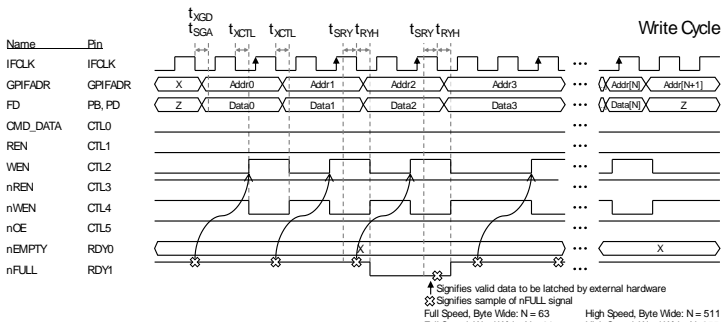 tXGD
tSGA tXCTL tXCTL tSRY tRYH tSRY tRYH Write Cycle
Name Pin
IFCLK IFCLK
GPIFADR GPIFADR X Addr0 Addr1 Addr2 Addr3 Addr[N] Addr[N+1]
FD PB, PD Z Data0 Data1 Data2 Data3 Data[N] Z
CMD_DATA CTL0
REN CTL1
WEN CTL2
nREN CTL3
nWEN CTL4
nOE CTL5
nEMPTY RDY0 X X
nFULL RDY1
Signifies valid data to be latched by external hardware
Signifies sample of nFULL signal
Full Speed, Byte Wide: N = 63 High Speed, Byte Wide: N = 511